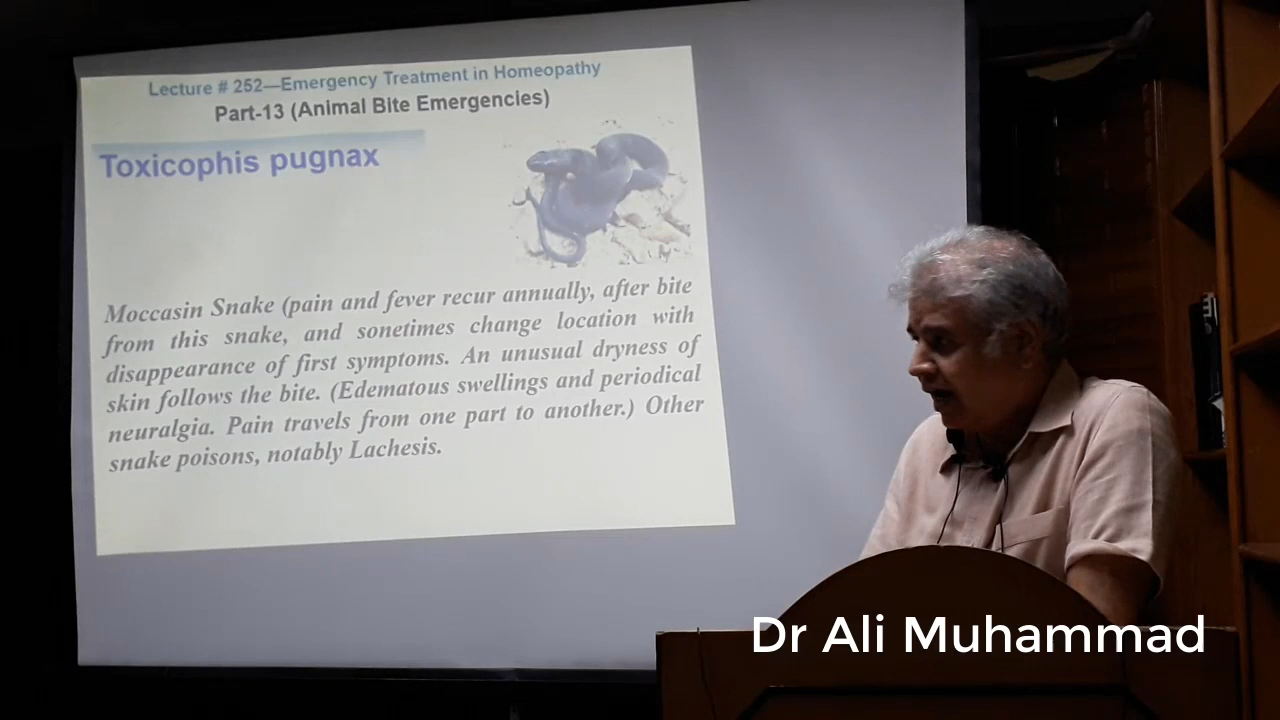 Lecture # 252—Emergency Treatment in Homeopathy
Part-13 (Animal Bite Emergencies)
Toxicophis pugnax
Moccasin Snake (pain and fever recur annually, after bite
from this snake, and sonetimes change location with
disappearance of first symptoms. An unusual dryness of
skin follows the bite. (Edematous swellings and periodical
neuralgia. Pain travels from one part to another.) Other
snake poisons, notably Lachesis.
Dr Ali Muhammad